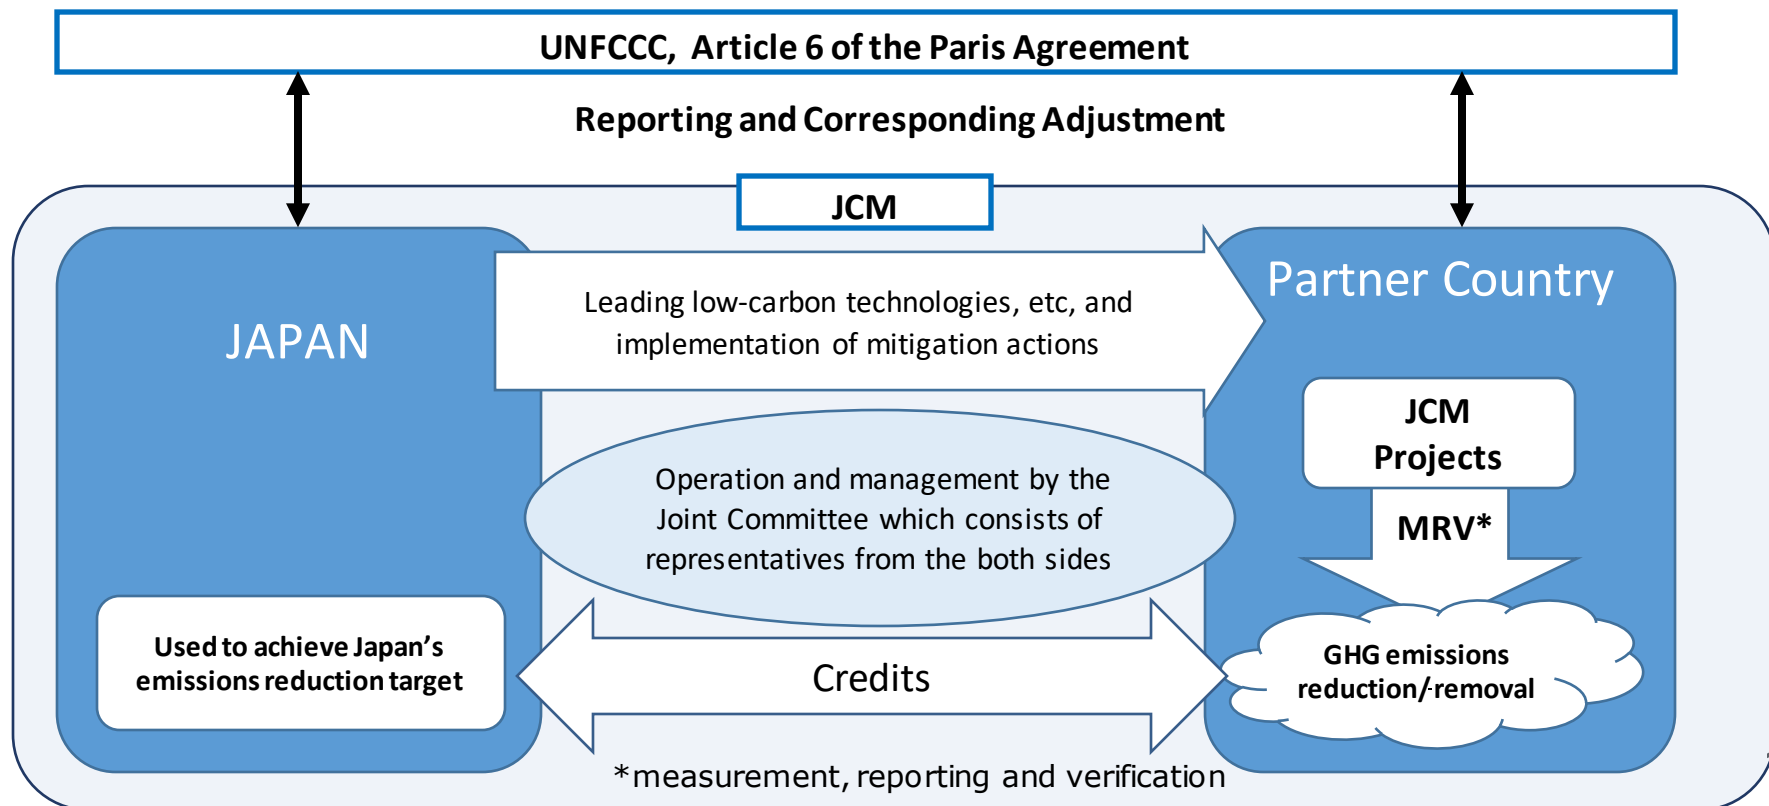 UNFCCC, Article 6 of the Paris Agreement
Reporting and Corresponding Adjustment
JCM
JAPAN
Leading low-carbon technologies, etc, and
implementation of mitigation actions
Partner Country
JCM
Projects
MRV*
Operation and management by the
Joint Committee which consists of
representatives from the both sides
Used to achieve Japan's
emissions reduction target
Credits
GHG emissions
reduction/removal
*measurement, reporting and verification